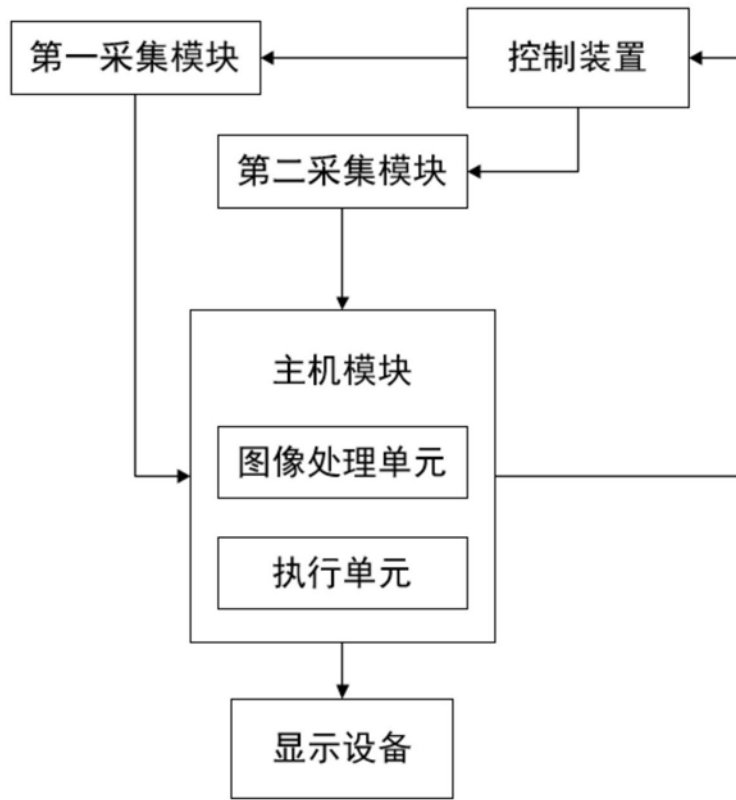 第一采集模块
控制装置
第二采集模块
主机模块
图像处理单元
执行单元
显示设备